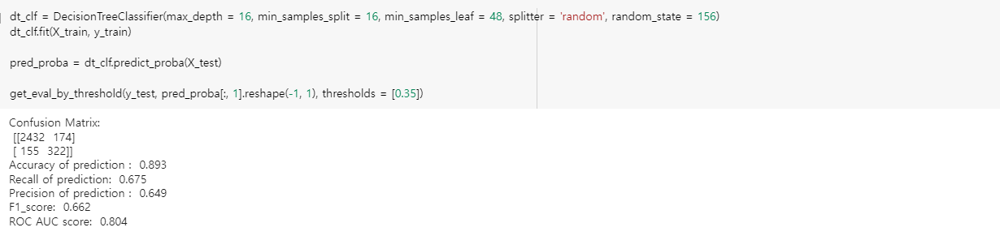 dt_clf = DecisionTreeClassifier(max_depth = 16, min_samples_split = 16, min_samples_leaf = 48, splitter = 'random', random_state = 156)
dt_clf.fit(X_train, y_train)
pred_proba = dt_clf.predict_proba(X_test)
get_eval_by_threshold(y_test, pred_proba[:, 1].reshape(-1, 1), thresholds = [0.35])
Confusion Matrix:
[[2432 174]
[ 155 322]]
Accuracy of prediction : 0.893
Recall of prediction: 0.675
Precision of prediction : 0.649
F1_score: 0.662
ROC AUC score: 0.804